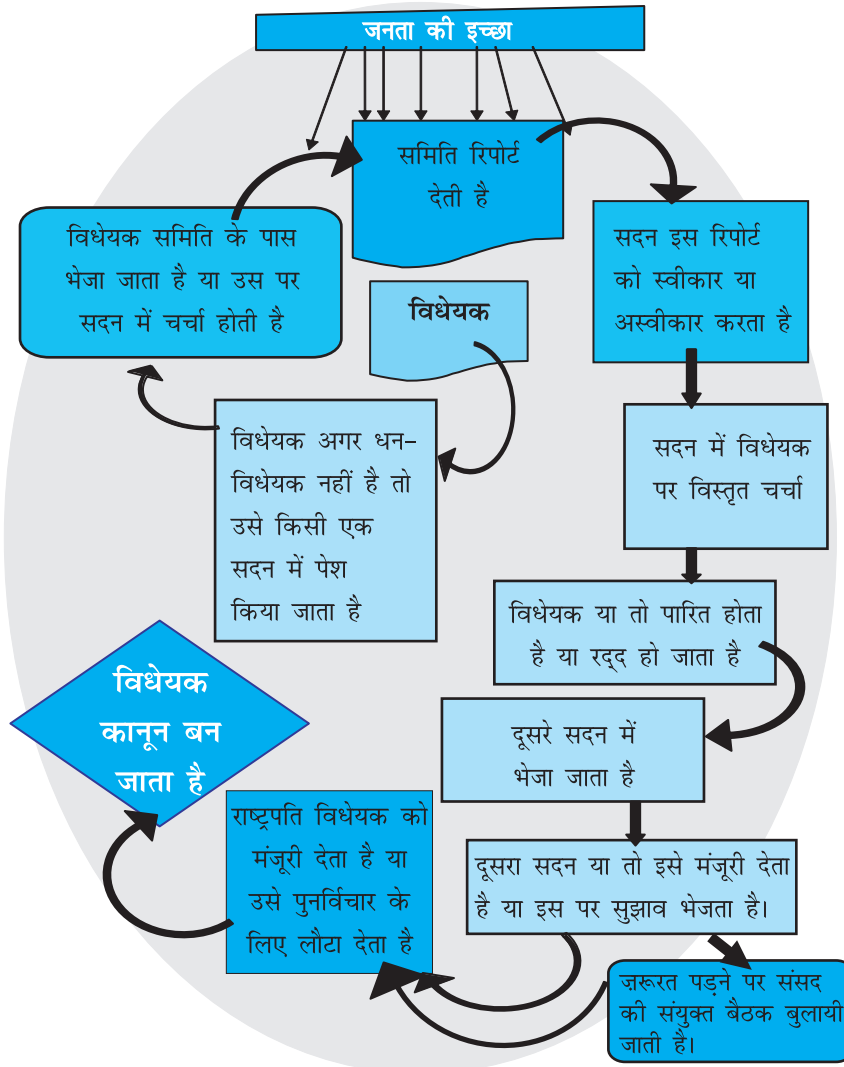 जनता की इच्छा
समिति रिपोर्ट
देती है
विधेयक समिति के पास
भेजा जाता है या उस पर
सदन में चर्चा होती है
सदन इस रिपोर्ट
को स्वीकार या
अस्वीकार करता है
विधेयक
विधेयक अगर धन-
विधेयक नहीं है तो
उसे किसी एक
सदन में पेश
किया जाता है
सदन में विधेयक
पर विस्तृत चर्चा
विधेयक या तो पारित होता
है या रद्द हो जाता है
दूसरे सदन में
भेजा जाता है
दूसरा सदन या तो इसे मंजूरी देता
है या इस पर सुझाव भेजता है।
जरूरत पड़ने पर संसद
की संयुक्त बैठक बुलायी
जाती है।
राष्ट्रपति विधेयक को
मंजूरी देता है या
उसे पुनर्विचार के
लिए लौटा देता है
विधेयक
कानून बन
जाता है